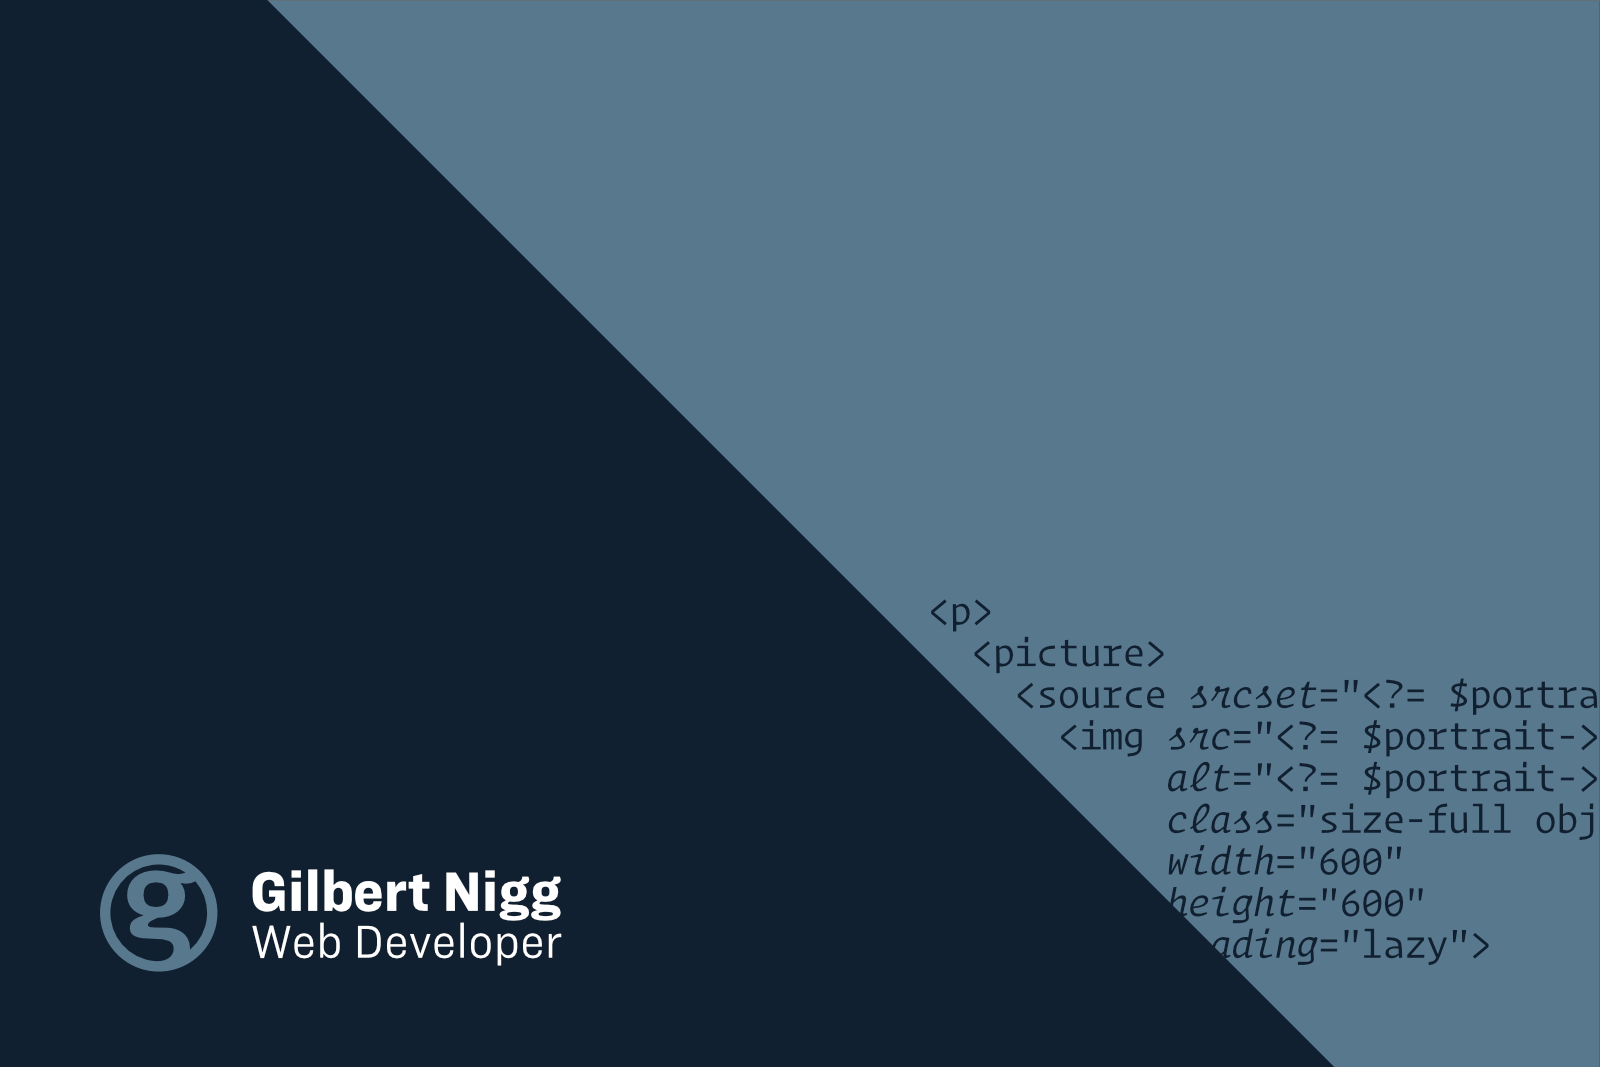 <p>
<picture>
<source srcset="<?= $portra
<img src="<?= $portrait->
alt="<?= $portrait->
class="size-full obj
width="600"
height="600"
ading="lazy">
g
Gilbert Nigg
Web Developer